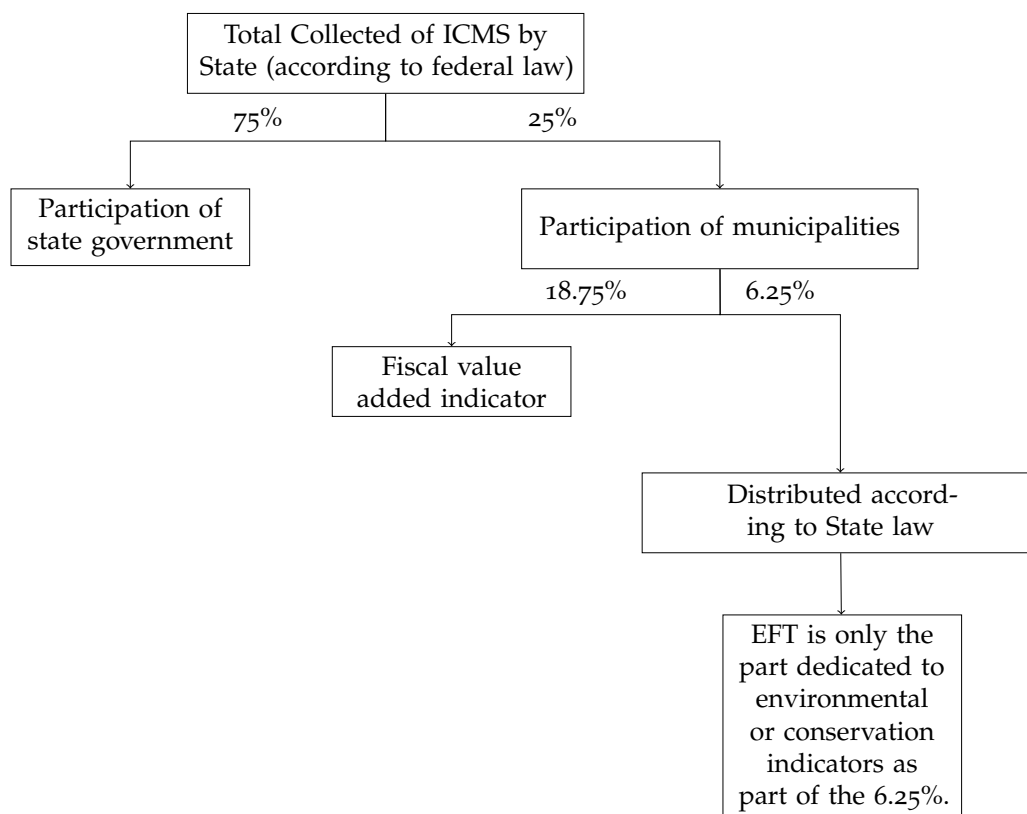 Total Collected of ICMS by
State (according to federal law)
75%
25%
Participation of
state government
Participation of municipalities
18.75%
6.25%
Fiscal value
added indicator
Distributed accord-
ing to State law
EFT is only the
part dedicated to
environmental
or conservation
indicators as
part of the 6.25%.